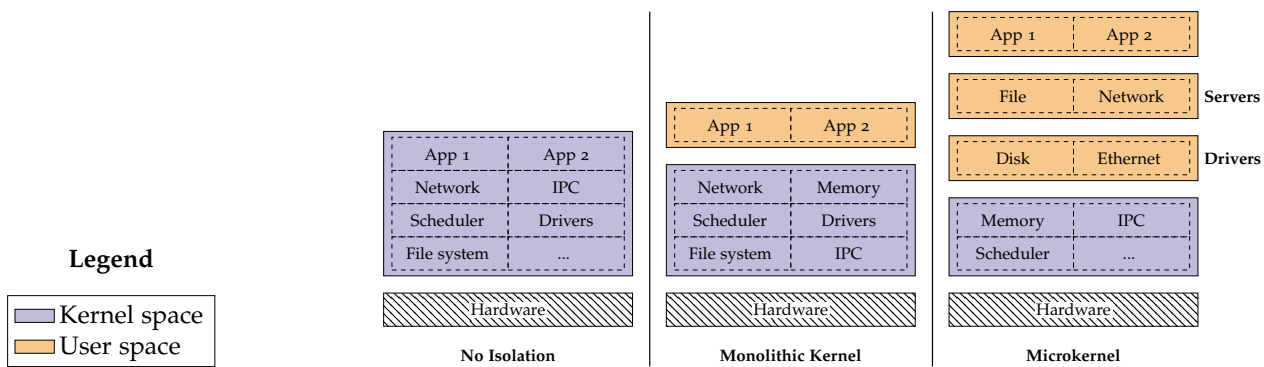 Legend
Kernel space
User space
App 1 App 2
Network IPC
Scheduler Drivers
File system ...
Hardware
No Isolation
App 1 App 2
Network Memory
Scheduler Drivers
File system IPC
Hardware
Monolithic Kernel
App 1 App 2
File Network Servers
Disk Ethernet Drivers
Memory IPC
Scheduler ...
Hardware
Microkernel